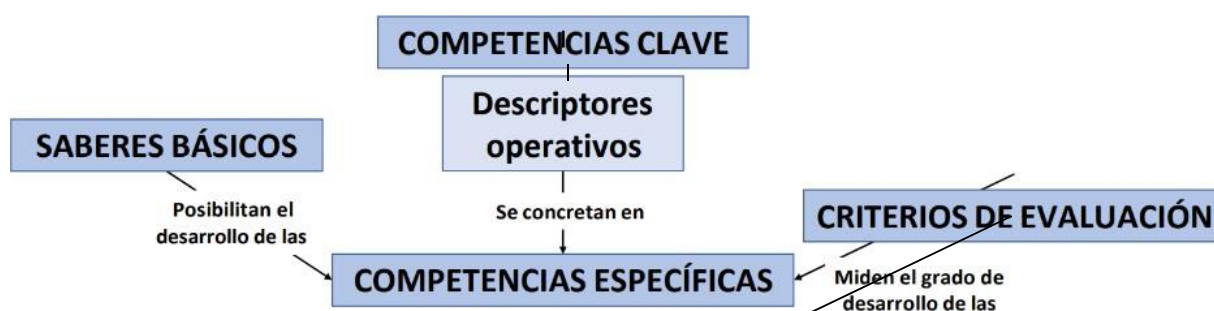 COMPETENCIAS CLAVE
Descriptores
operativos
SABERES BÁSICOS
Posibilitan el
desarrollo de las
Se concretan en
CRITERIOS DE EVALUACIÓN
COMPETENCIAS ESPECÍFICAS
Miden el grado de
desarrollo de las